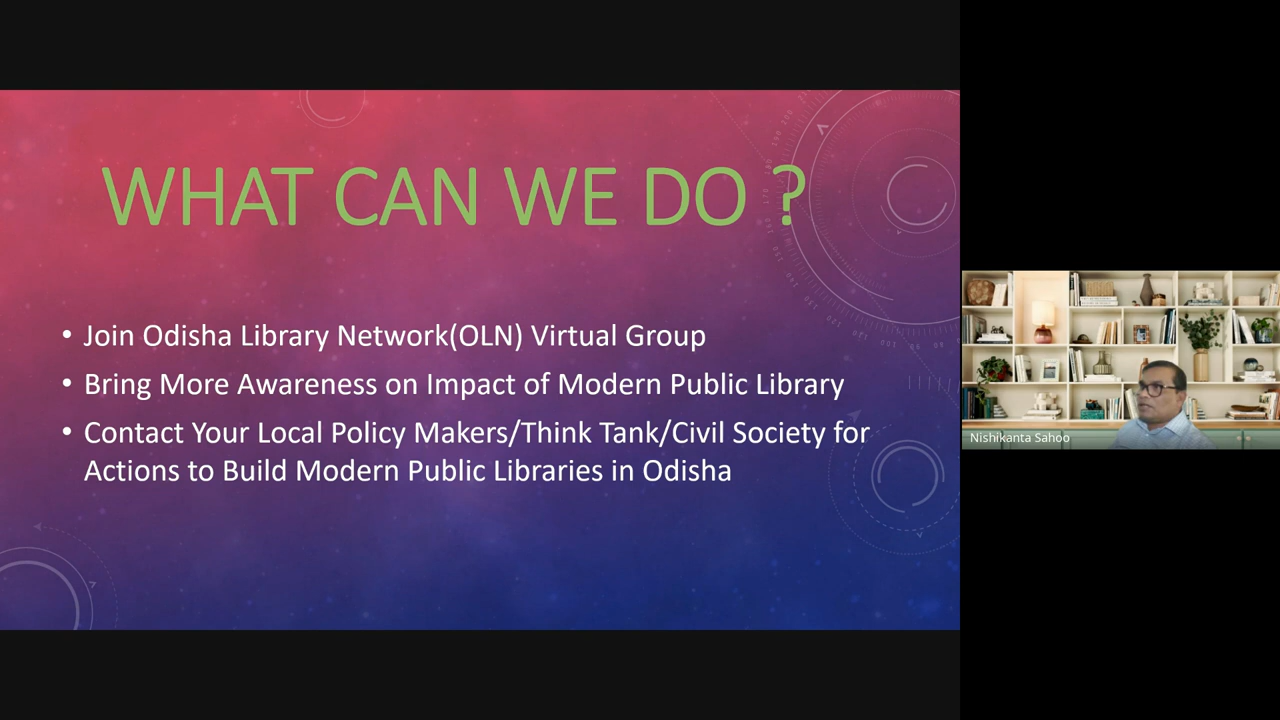 WHAT CAN WE DO ?
• Join Odisha Library Network(OLN) Virtual Group
• Bring More Awareness on Impact of Modern Public Library
• Contact Your Local Policy Makers/Think Tank/Civil Society for
Actions to Build Modern Public Libraries in Odisha
Nishikanta Sahoo